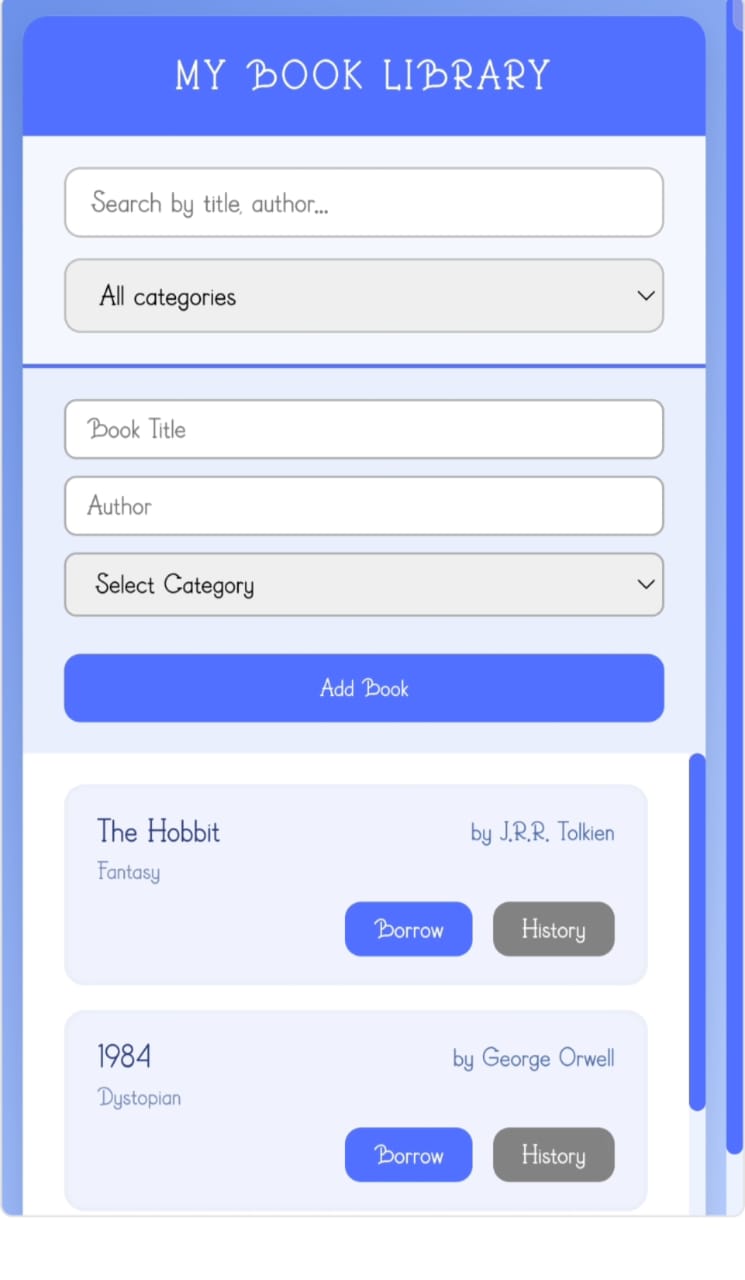 MY BOOK LIBRARY
Search by title, author...
All categories
Book Title
Author
Select Category
Add Book
The Hobbit
by J.R.R. Tolkien
Fantasy
Borrow
History
1984
by George Orwell
Dystopian
Borrow
History